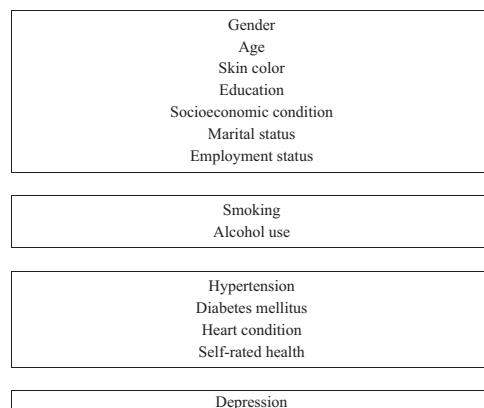 Gender
Age
Skin color
Education
Socioeconomic condition
Marital status
Employment status
Smoking
Alcohol use
Hypertension
Diabetes mellitus
Heart condition
Self-rated health
Depression